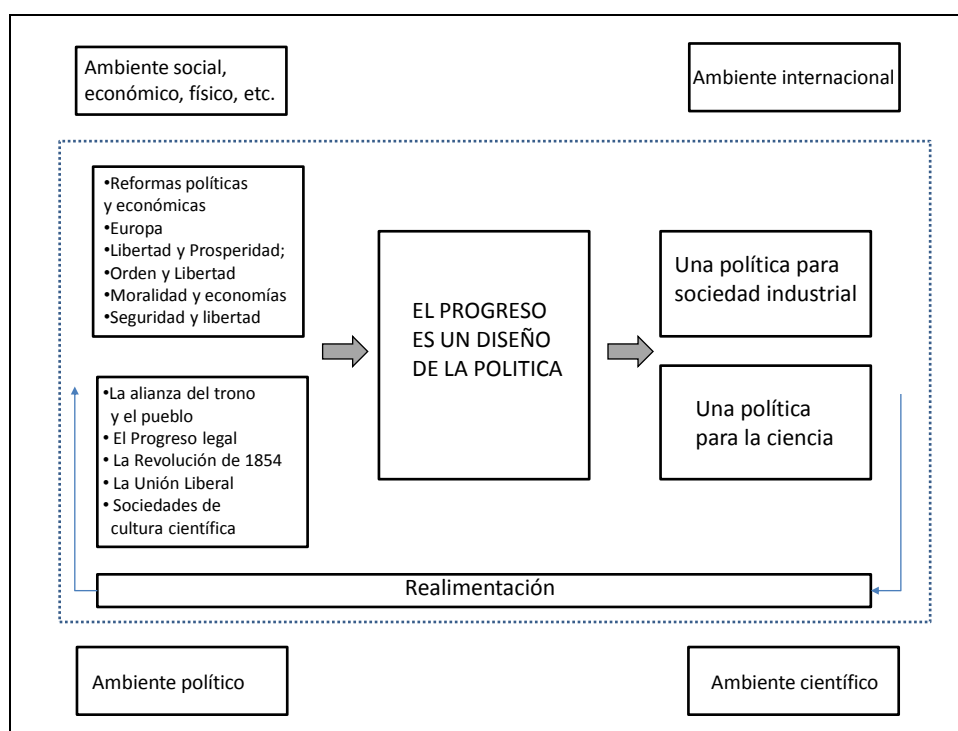 Ambiente social,
económico, físico, etc.
Ambiente internacional
•Reformas políticas
y económicas
•Europa
•Libertad y Prosperidad;
•Orden y Libertad
•Moralidad y economías
•Seguridad y libertad
•La alianza del trono
y el pueblo
• El Progreso legal
• La Revolución de 1854
• La Unión Liberal
• Sociedades de
cultura científica
EL PROGRESO
ES UN DISEÑO
DE LA POLITICA
Una política para
sociedad industrial
Una política
para la ciencia
Realimentación
Ambiente político
Ambiente científico